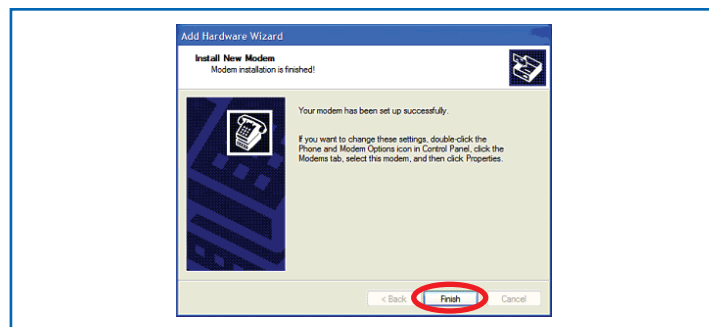 Add Hardware Wizard
Install New Modem
Modem installation is finished!
Your modem has been set up successfully.
If you want to change these settings, double-click the
Phone and Modem Options icon in Control Panel, click the
Modems tab, select this modem, and then click Properties.
< Back Finish Cancel